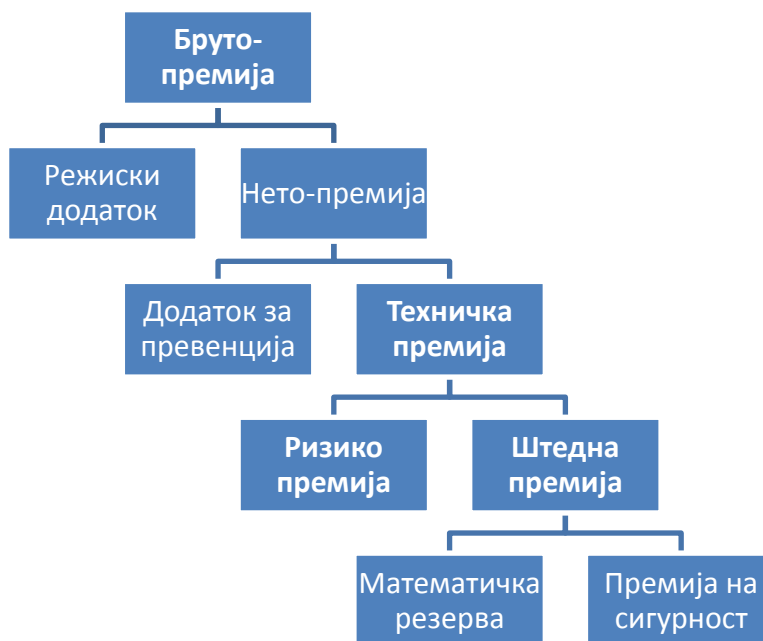 Бруто-
премија
Режиски
додаток
Нето-премија
Додаток за
превенција
Техничка
премија
Ризико
премија
Штедна
премија
Математичка
резерва
Премија на
сигурност